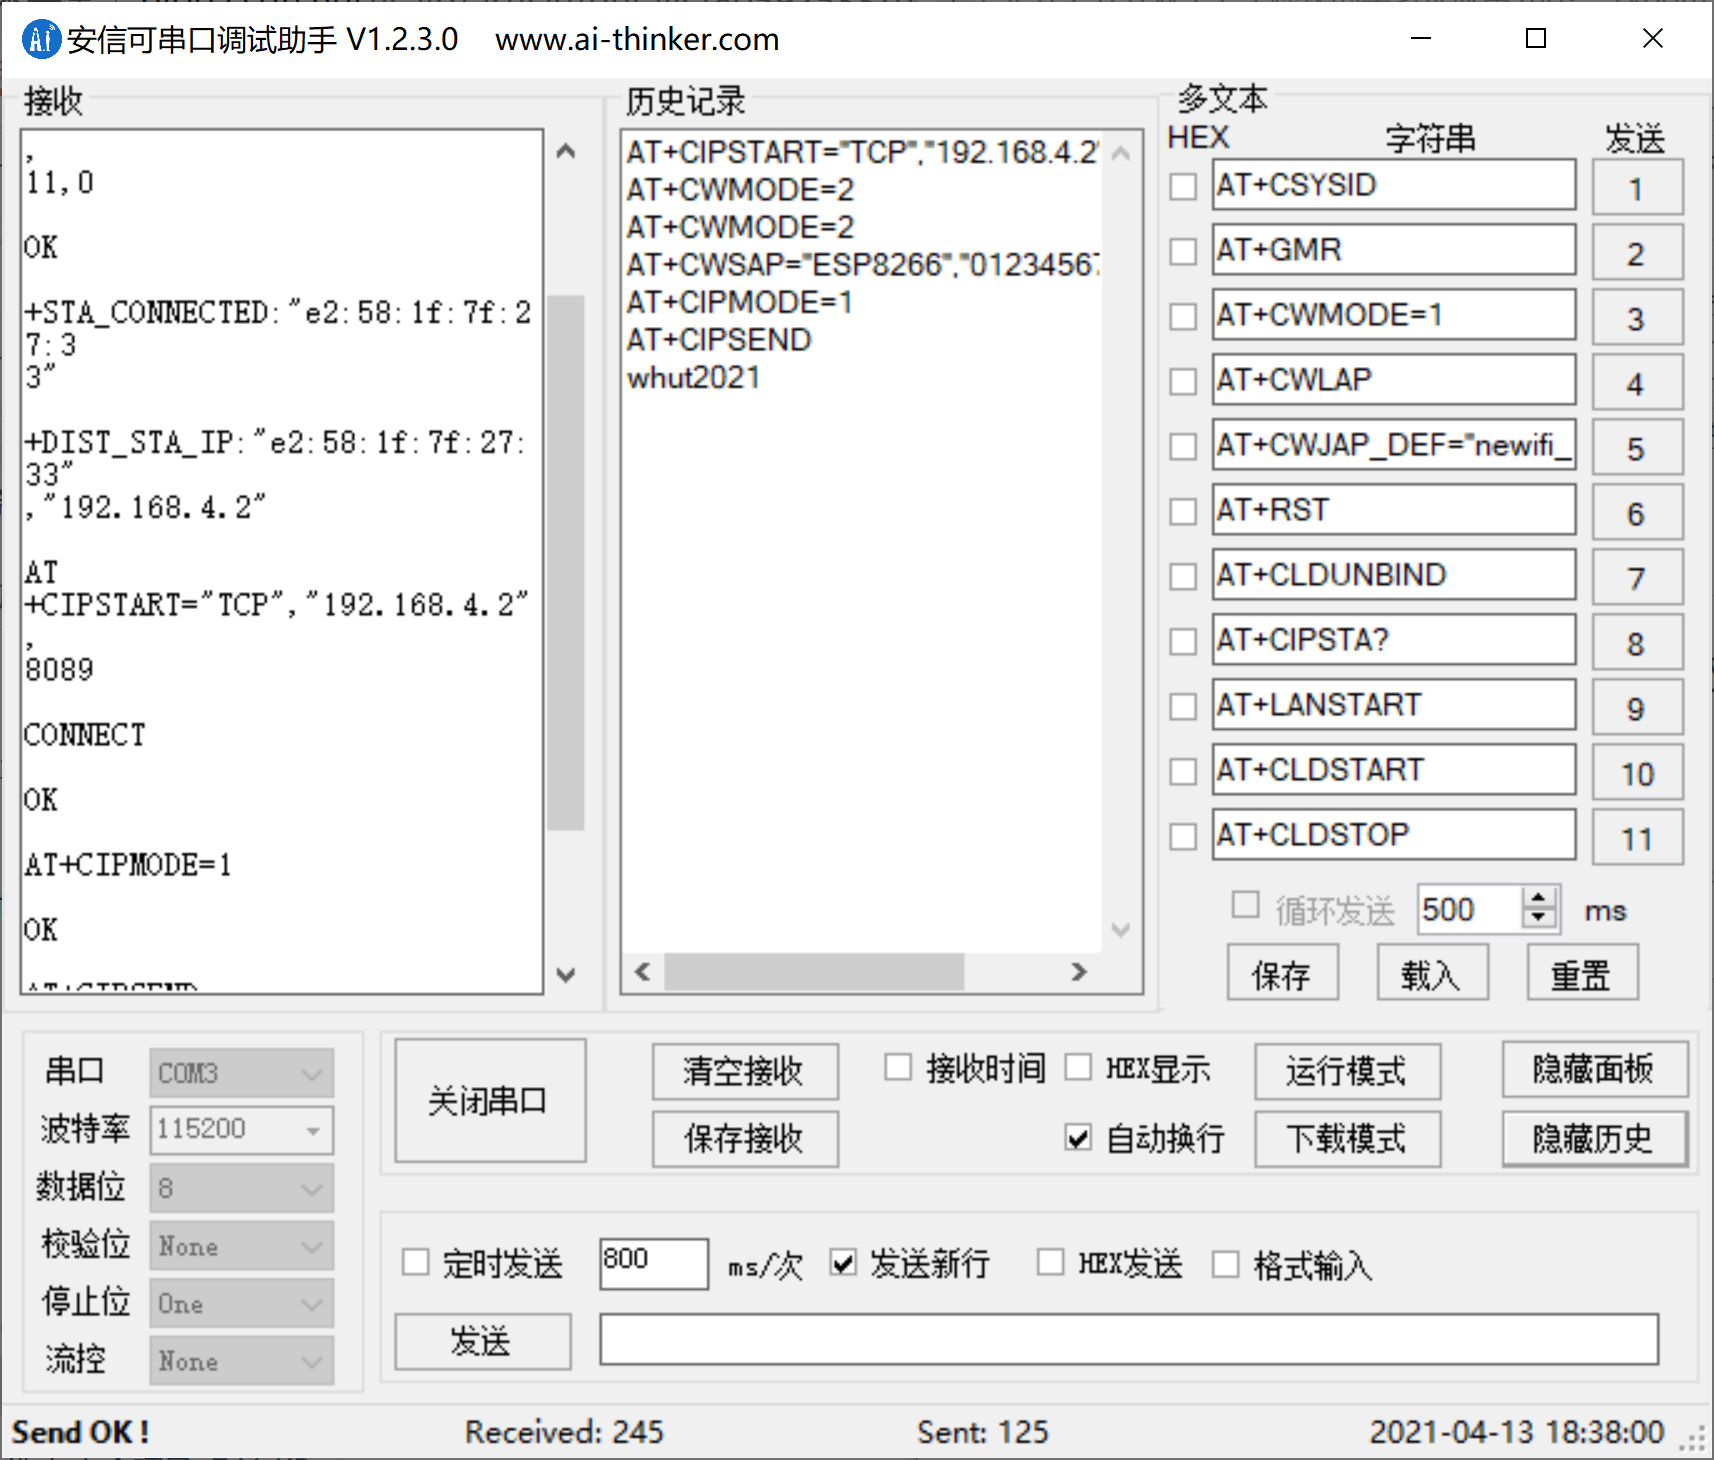 安信可串口调试助手 V1.2.3.0 www.ai-thinker.com
接收
,
11,0
OK
+STA_CONNECTED:"e2:58:1f:7f:2
7:3
3"
+DIST_STA_IP:"e2:58:1f:7f:27:
33"
,"192.168.4.2"
AT
+CIPSTART="TCP","192.168.4.2"
,
8089
CONNECT
OK
AT+CIPMODE=1
OK
AT+CIPSEND
历史记录
AT+CIPSTART="TCP","192.168.4.2"
AT+CWMODE=2
AT+CWMODE=2
AT+CWSAP="ESP8266","01234567
AT+CIPMODE=1
AT+CIPSEND
whut2021
多文本
HEX 字符串 发送
AT+CSYSID 1
AT+GMR 2
AT+CWMODE=1 3
AT+CWLAP 4
AT+CWJAP_DEF="newifi_ 5
AT+RST 6
AT+CLDUNBIND 7
AT+CIPSTA? 8
AT+LANSTART 9
AT+CLDSTART 10
AT+CLDSTOP 11
循环发送 500 ms
保存 载入 重置
串口 COM3
波特率 115200
数据位 8
校验位 None
停止位 One
流控 None
关闭串口
清空接收 接收时间 HEX显示 运行模式 隐藏面板
保存接收 自动换行 下载模式 隐藏历史
定时发送 800 ms/次 发送新行 HEX发送 格式输入
发送
Send OK ! Received: 245 Sent: 125 2021-04-13 18:38:00